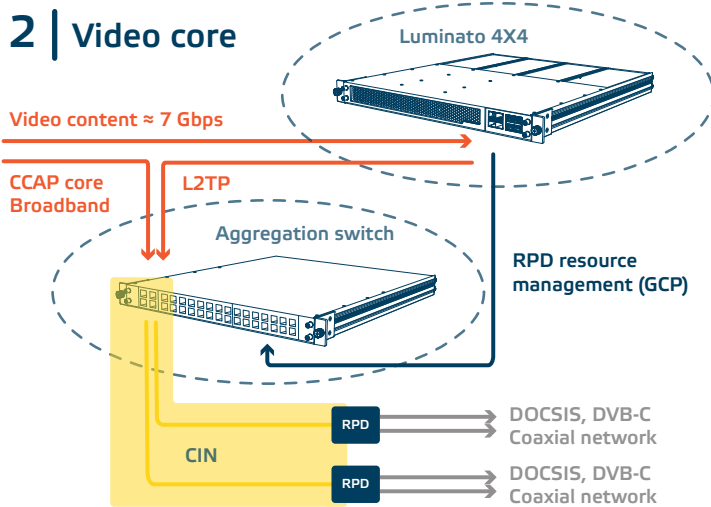 2 | Video core
Luminato 4X4
Video content ≈ 7 Gbps
CCAP core
Broadband
L2TP
Aggregation switch
RPD resource
management (GCP)
RPD
DOCSIS, DVB-C
Coaxial network
CIN
RPD
DOCSIS, DVB-C
Coaxial network